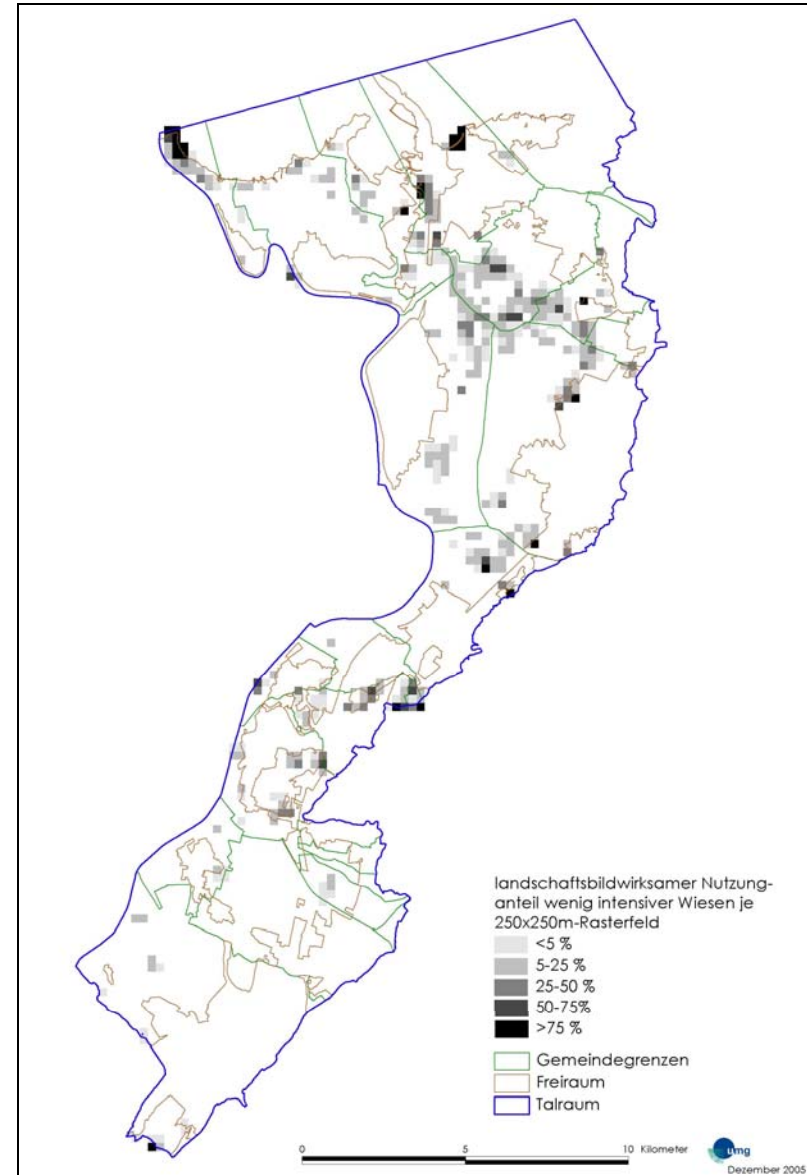 landschaftsbildwirksamer Nutzung-
anteil wenig intensiver Wiesen je
250x250m-Rasterfeld
<5 %
5-25 %
25-50 %
50-75%
>75 %
Gemeindegrenzen
Freiraum
Talraum
0 5 10 Kilometer
Dezember 2005